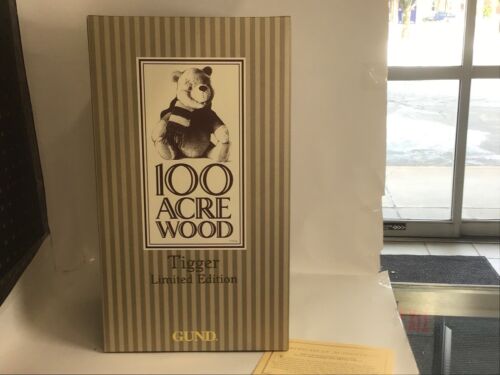 100
ACRE
WOOD
Tigger
Limited Edition
GUND.